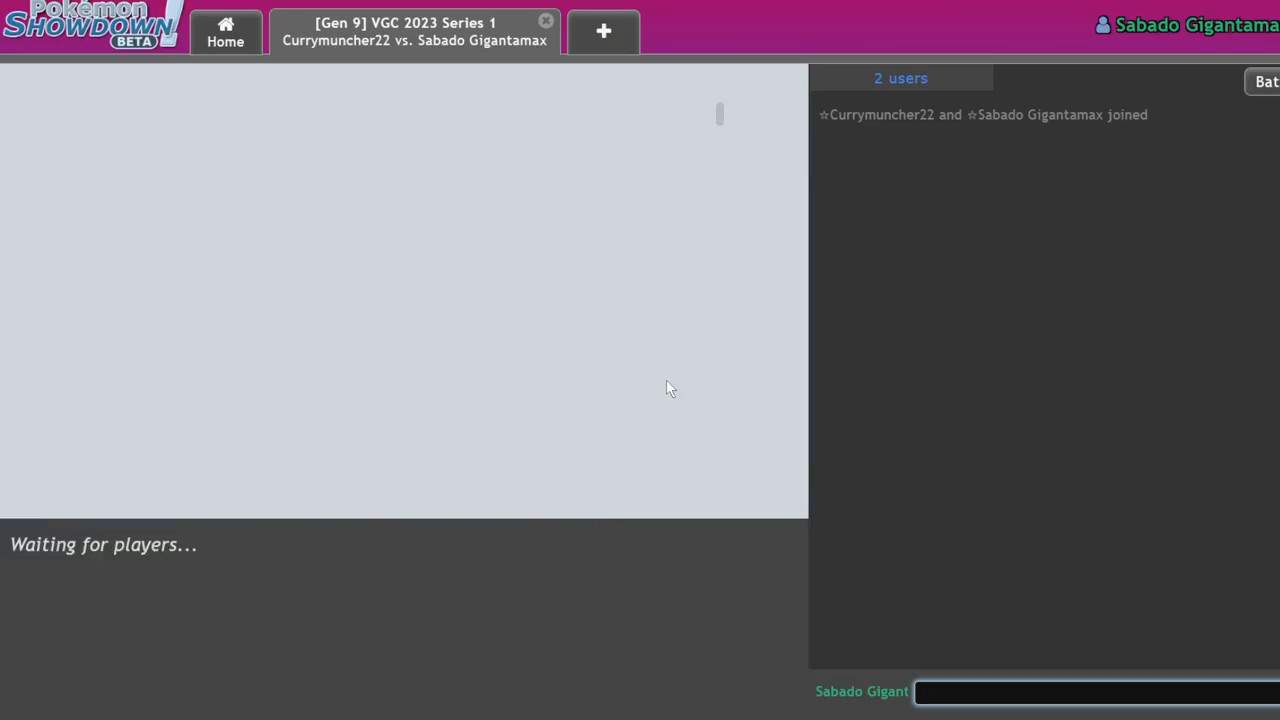 Pokémon
SHOWDOWN!
BETA
Home
[Gen 9] VGC 2023 Series 1
Currymuncher22 vs. Sabado Gigantamax
Sabado Gigantama
2 users
Bat
☆Currymuncher22 and ☆Sabado Gigantamax joined
Waiting for players...
Sabado Gigant